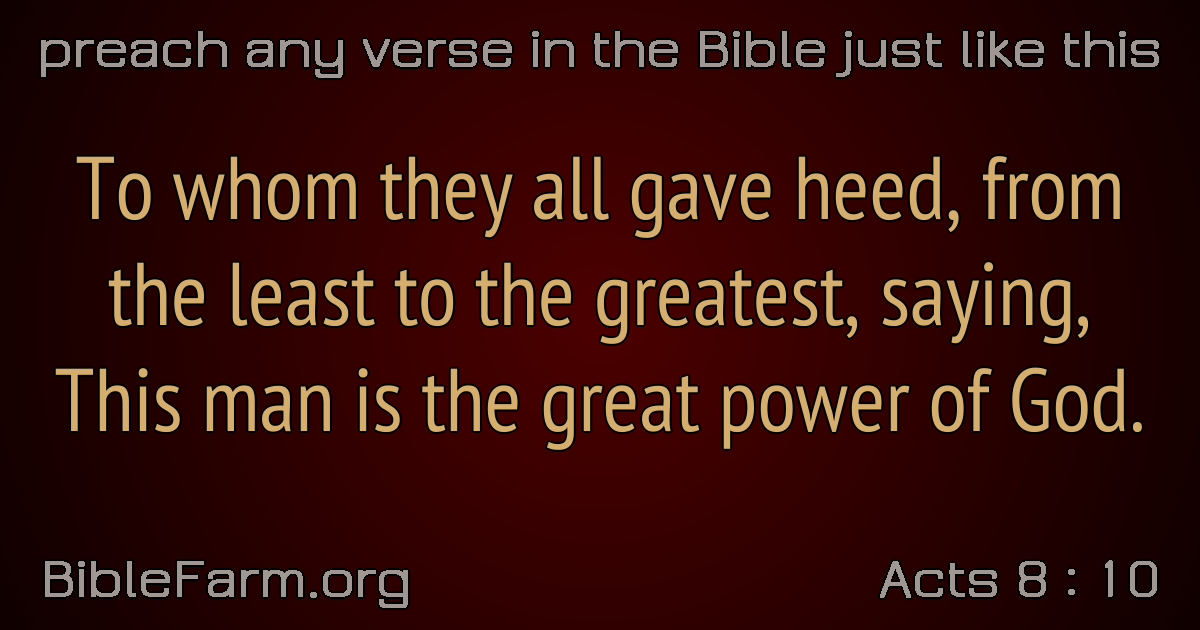 preach any verse in the Bible just like this
To whom they all gave heed, from
the least to the greatest, saying,
This man is the great power of God.
BibleFarm.org
Acts 8 : 10